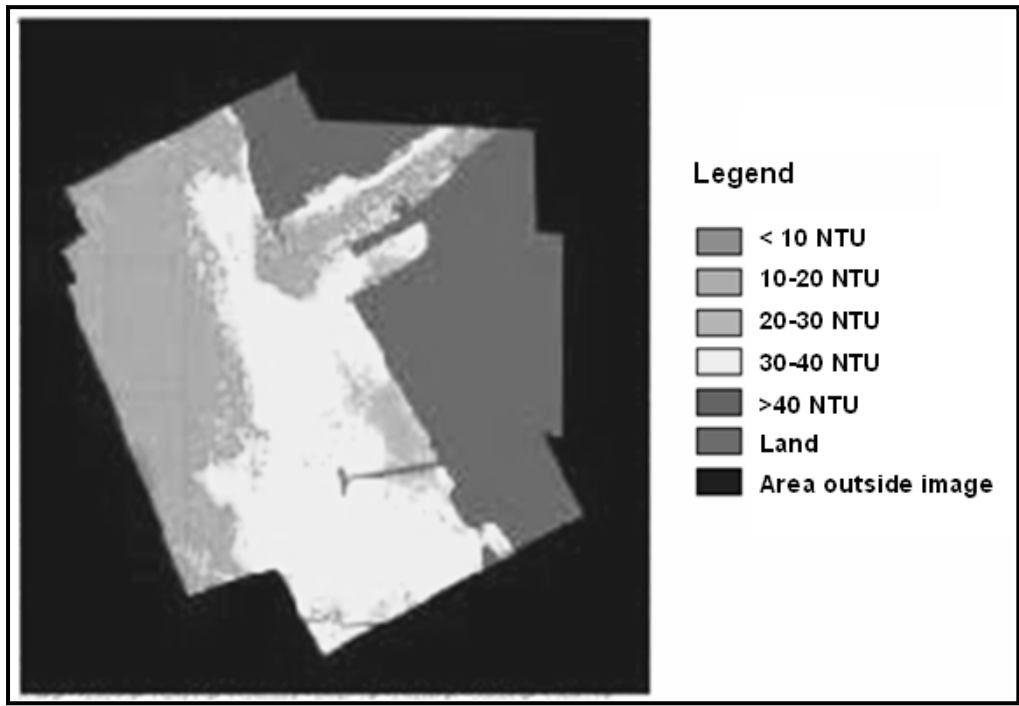 Legend
< 10 NTU
10-20 NTU
20-30 NTU
30-40 NTU
>40 NTU
Land
Area outside image